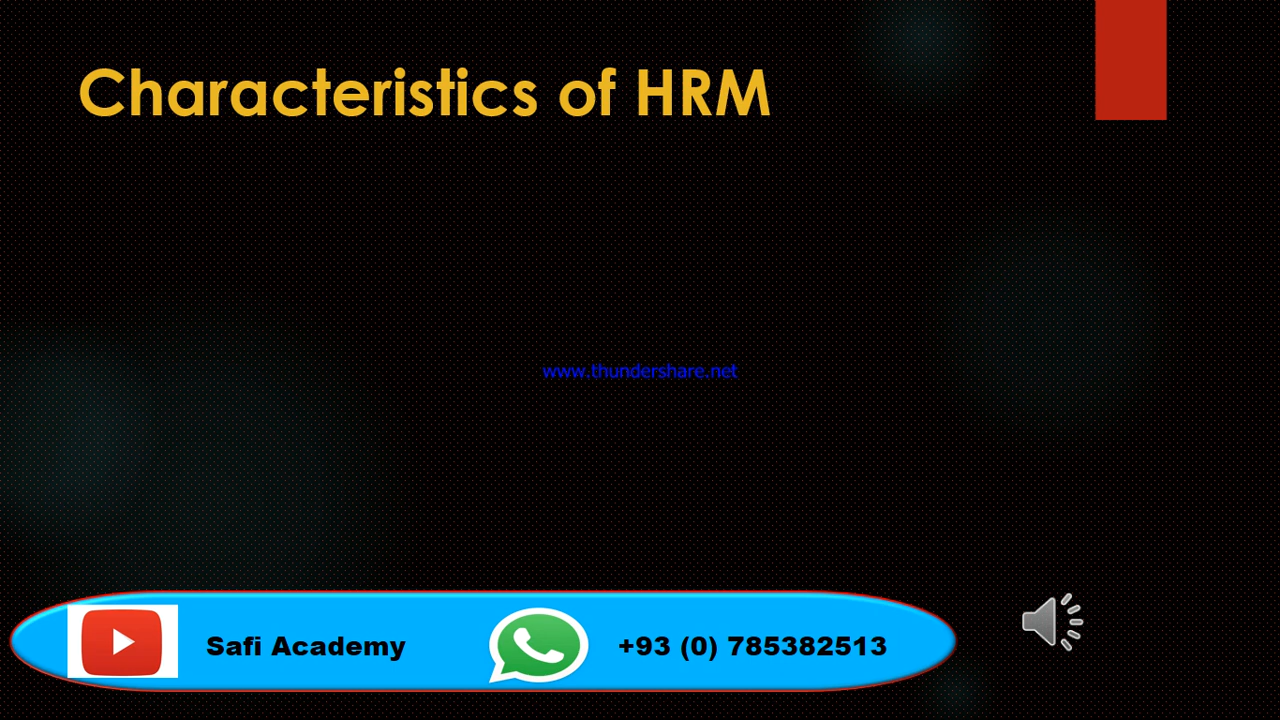 Characteristics of HRM
www.thundershare.net
Safi Academy
+93 (0) 785382513